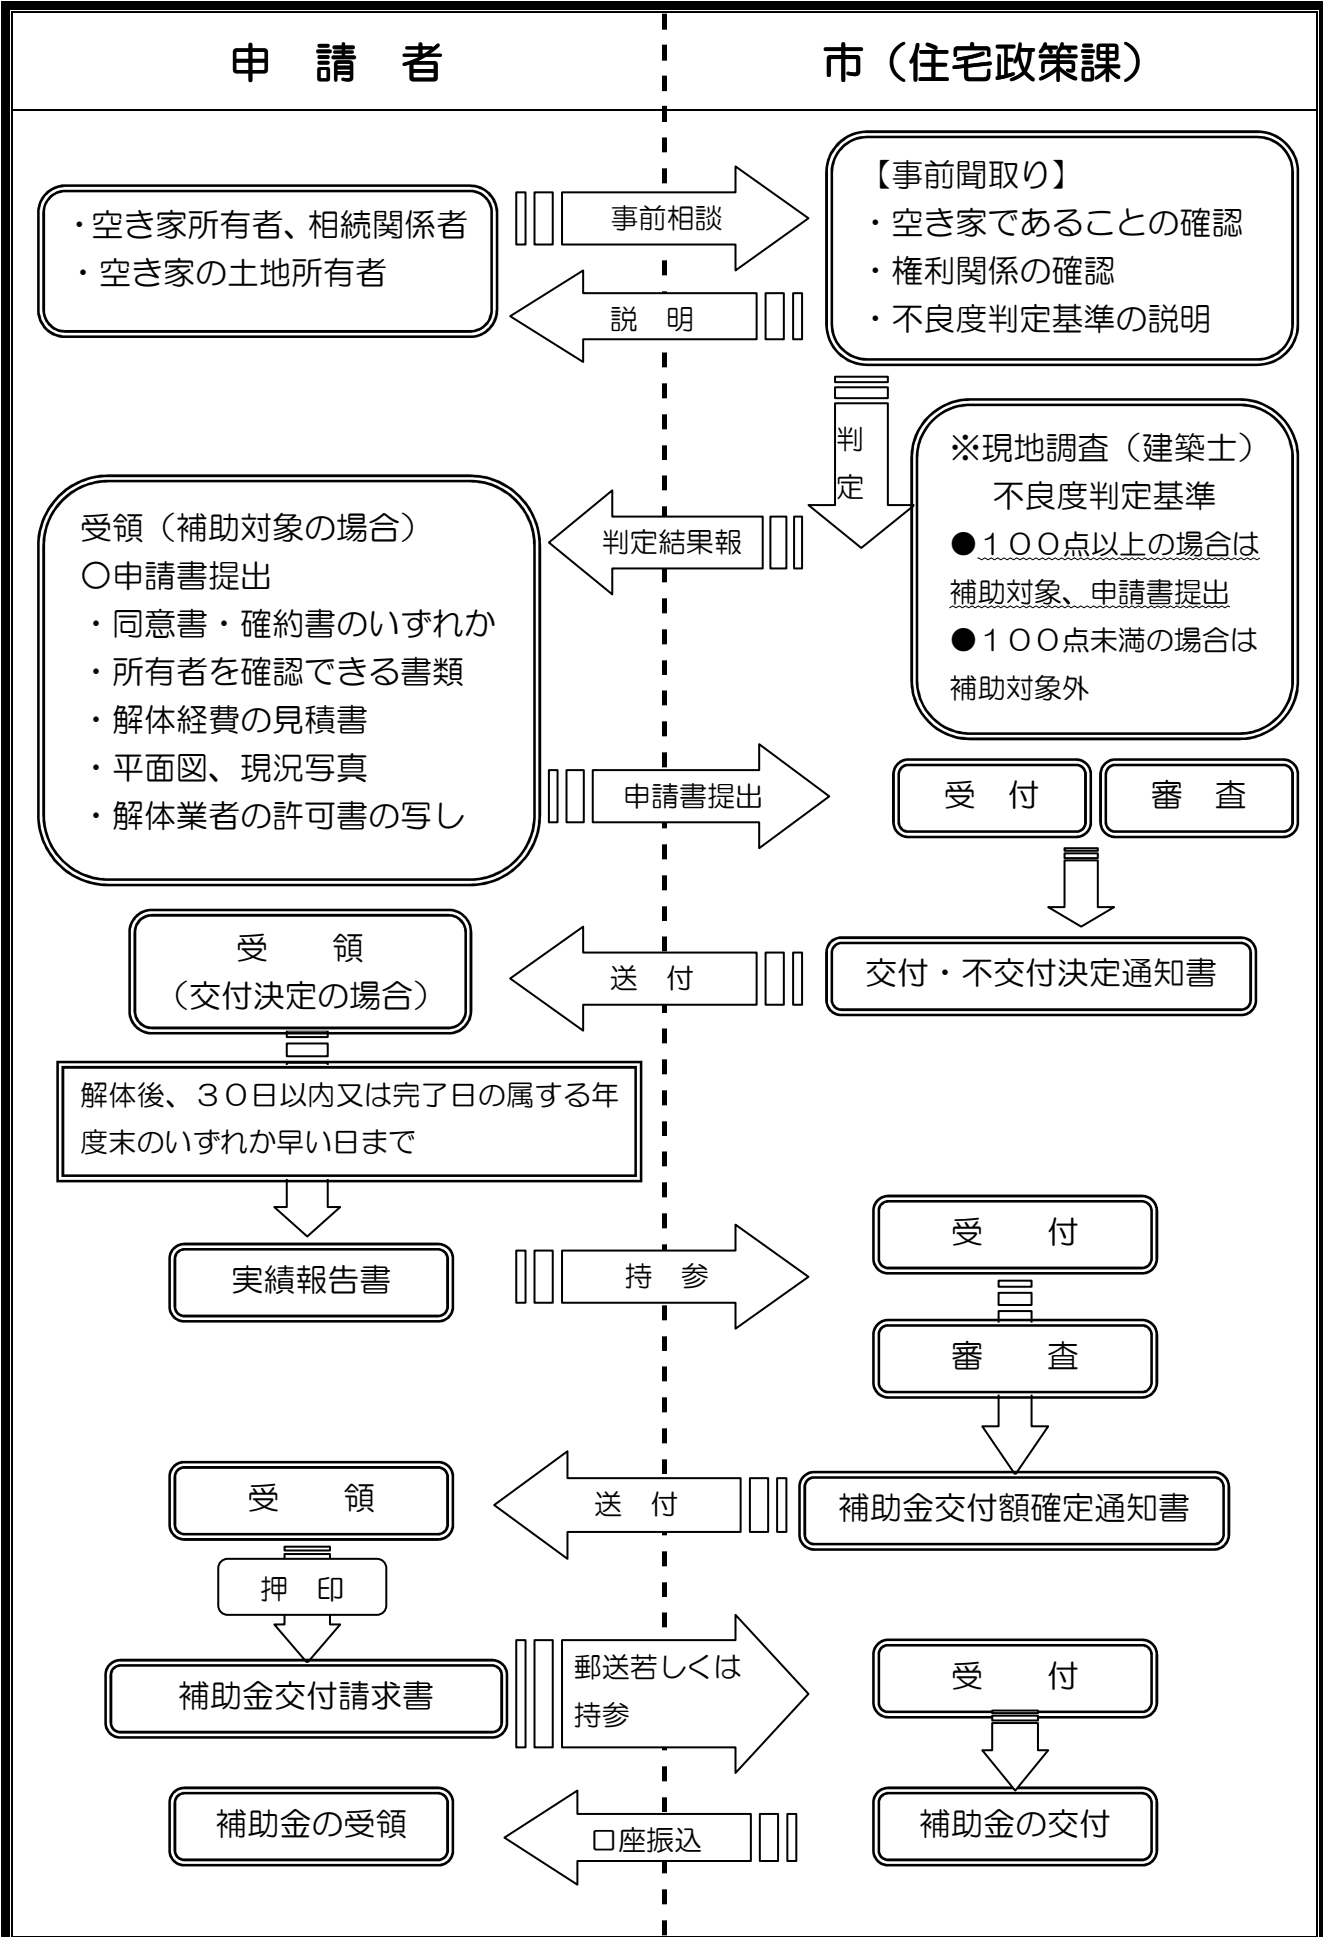 申　請　者
市（住宅政策課）
・空き家所有者、相続関係者
・空き家の土地所有者
事前相談
【事前聞取り】
・空き家であることの確認
・権利関係の確認
・不良度判定基準の説明
説　明
判
定
※現地調査（建築士）
不良度判定基準
●１００点以上の場合は
補助対象、申請書提出
●１００点未満の場合は
補助対象外
判定結果報
受領（補助対象の場合）
〇申請書提出
・同意書・確約書のいずれか
・所有者を確認できる書類
・解体経費の見積書
・平面図、現況写真
・解体業者の許可書の写し
申請書提出
受　付
審　査
交付・不交付決定通知書
送　付
受　　領
（交付決定の場合）
解体後、３０日以内又は完了日の属する年
度末のいずれか早い日まで
実績報告書
持　参
受　　付
審　　査
補助金交付額確定通知書
送　付
受　　領
押　印
補助金交付請求書
郵送若しくは
持参
受　　付
補助金の交付
口座振込
補助金の受領